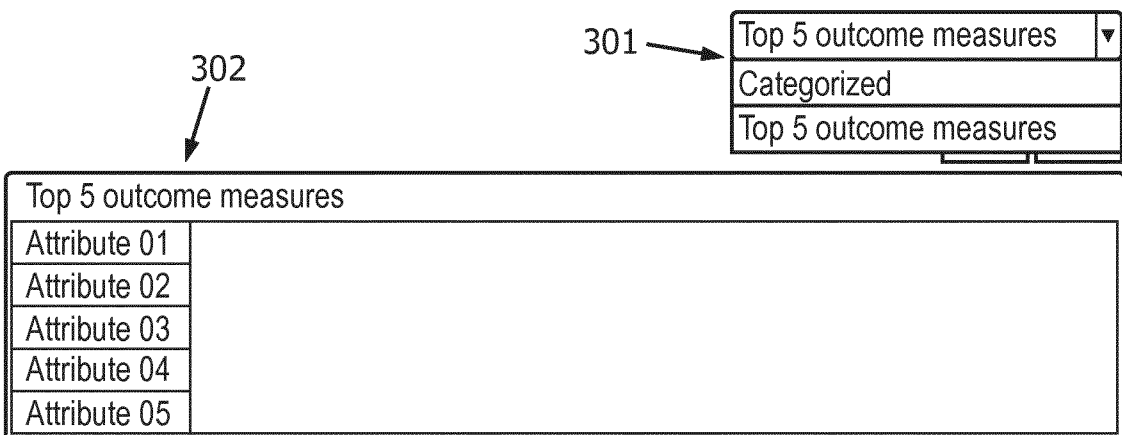 301
Top 5 outcome measures
Categorized
Top 5 outcome measures
302
Top 5 outcome measures
Attribute 01
Attribute 02
Attribute 03
Attribute 04
Attribute 05